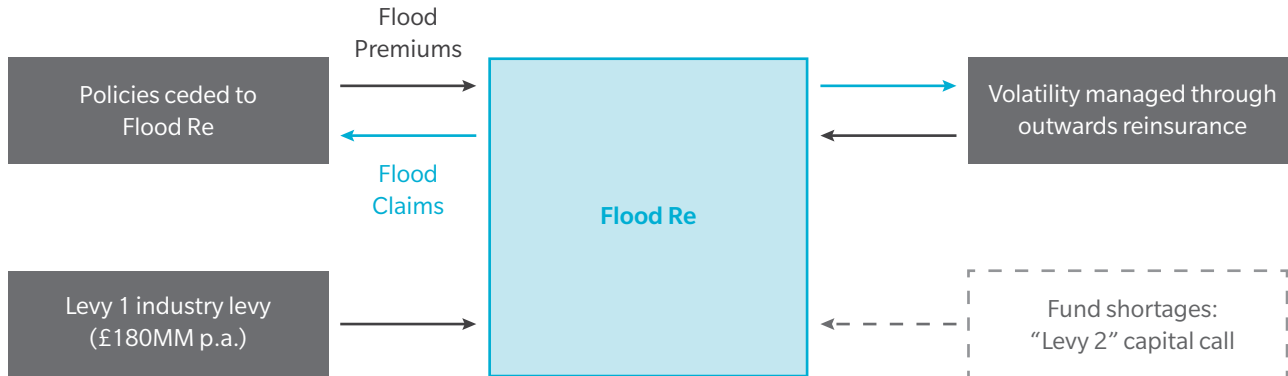 Flood
Premiums
Policies ceded to
Flood Re
Flood
Claims
Levy 1 industry levy
(£180MM p.a.)
Flood Re
Volatility managed through
outwards reinsurance
Fund shortages:
“Levy 2” capital call